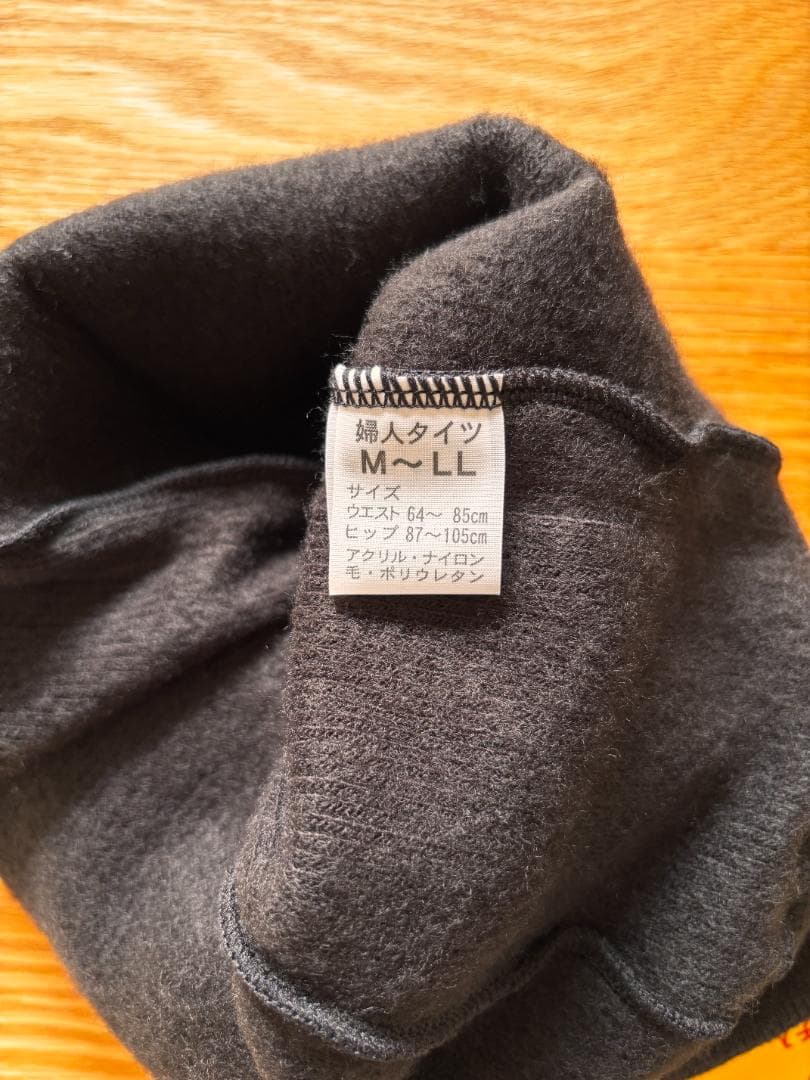 婦人タイツ
M～LL
サイズ
ウエスト 64～ 85cm
ヒップ 87～105cm
アクリル・ナイロン
毛・ポリウレタン